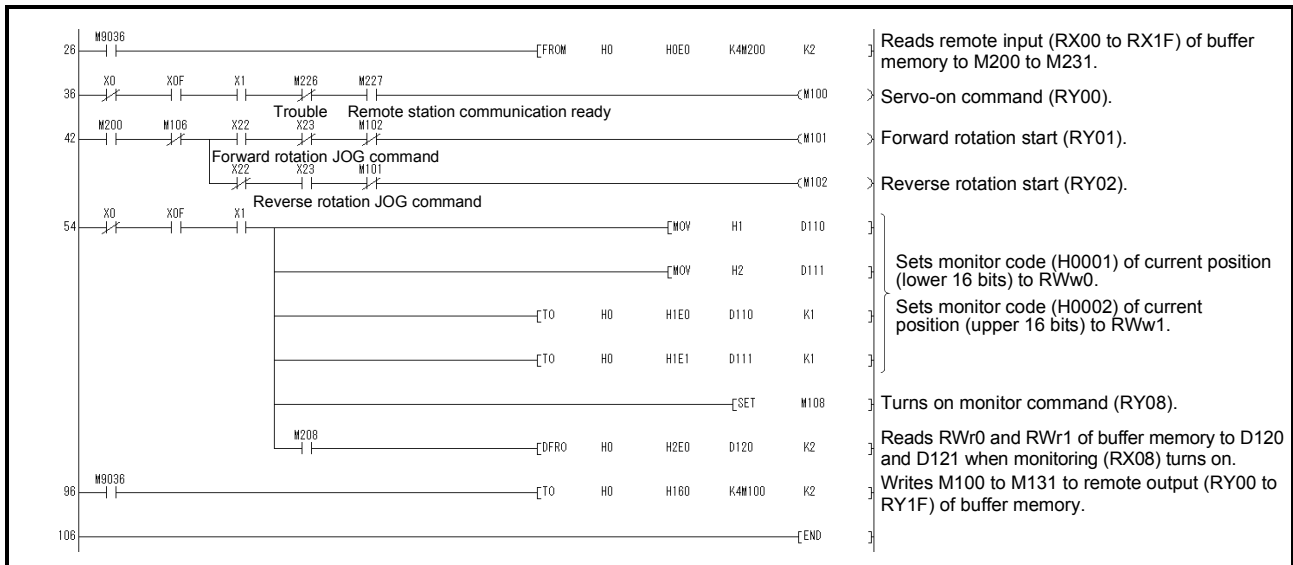 M9036
26 FROM H0 H0E0 K4M200 K2 Reads remote input (RX00 to RX1F) of buffer
memory to M200 to M231.
X0 X0F X1 M226 M227
36 M100 Servo-on command (RY00).
Trouble Remote station communication ready
M200 M106 X22 X23 M102
42 M101 Forward rotation start (RY01).
Forward rotation JOG command
X22 X23 M101
M102 Reverse rotation start (RY02).
Reverse rotation JOG command
X0 X0F X1
54 MOV H1 D110
MOV H2 D111
Sets monitor code (H0001) of current position
(lower 16 bits) to RWw0.
TO H0 H1E0 D110 K1
Sets monitor code (H0002) of current
position (upper 16 bits) to RWw1.
TO H0 H1E1 D111 K1
SET M108 Turns on monitor command (RY08).
M208
DFRO H0 H2E0 D120 K2 Reads RWr0 and RWr1 of buffer memory to D120
and D121 when monitoring (RX08) turns on.
M9036
96 TO H0 H160 K4M100 K2 Writes M100 to M131 to remote output (RY00 to
RY1F) of buffer memory.
106 END